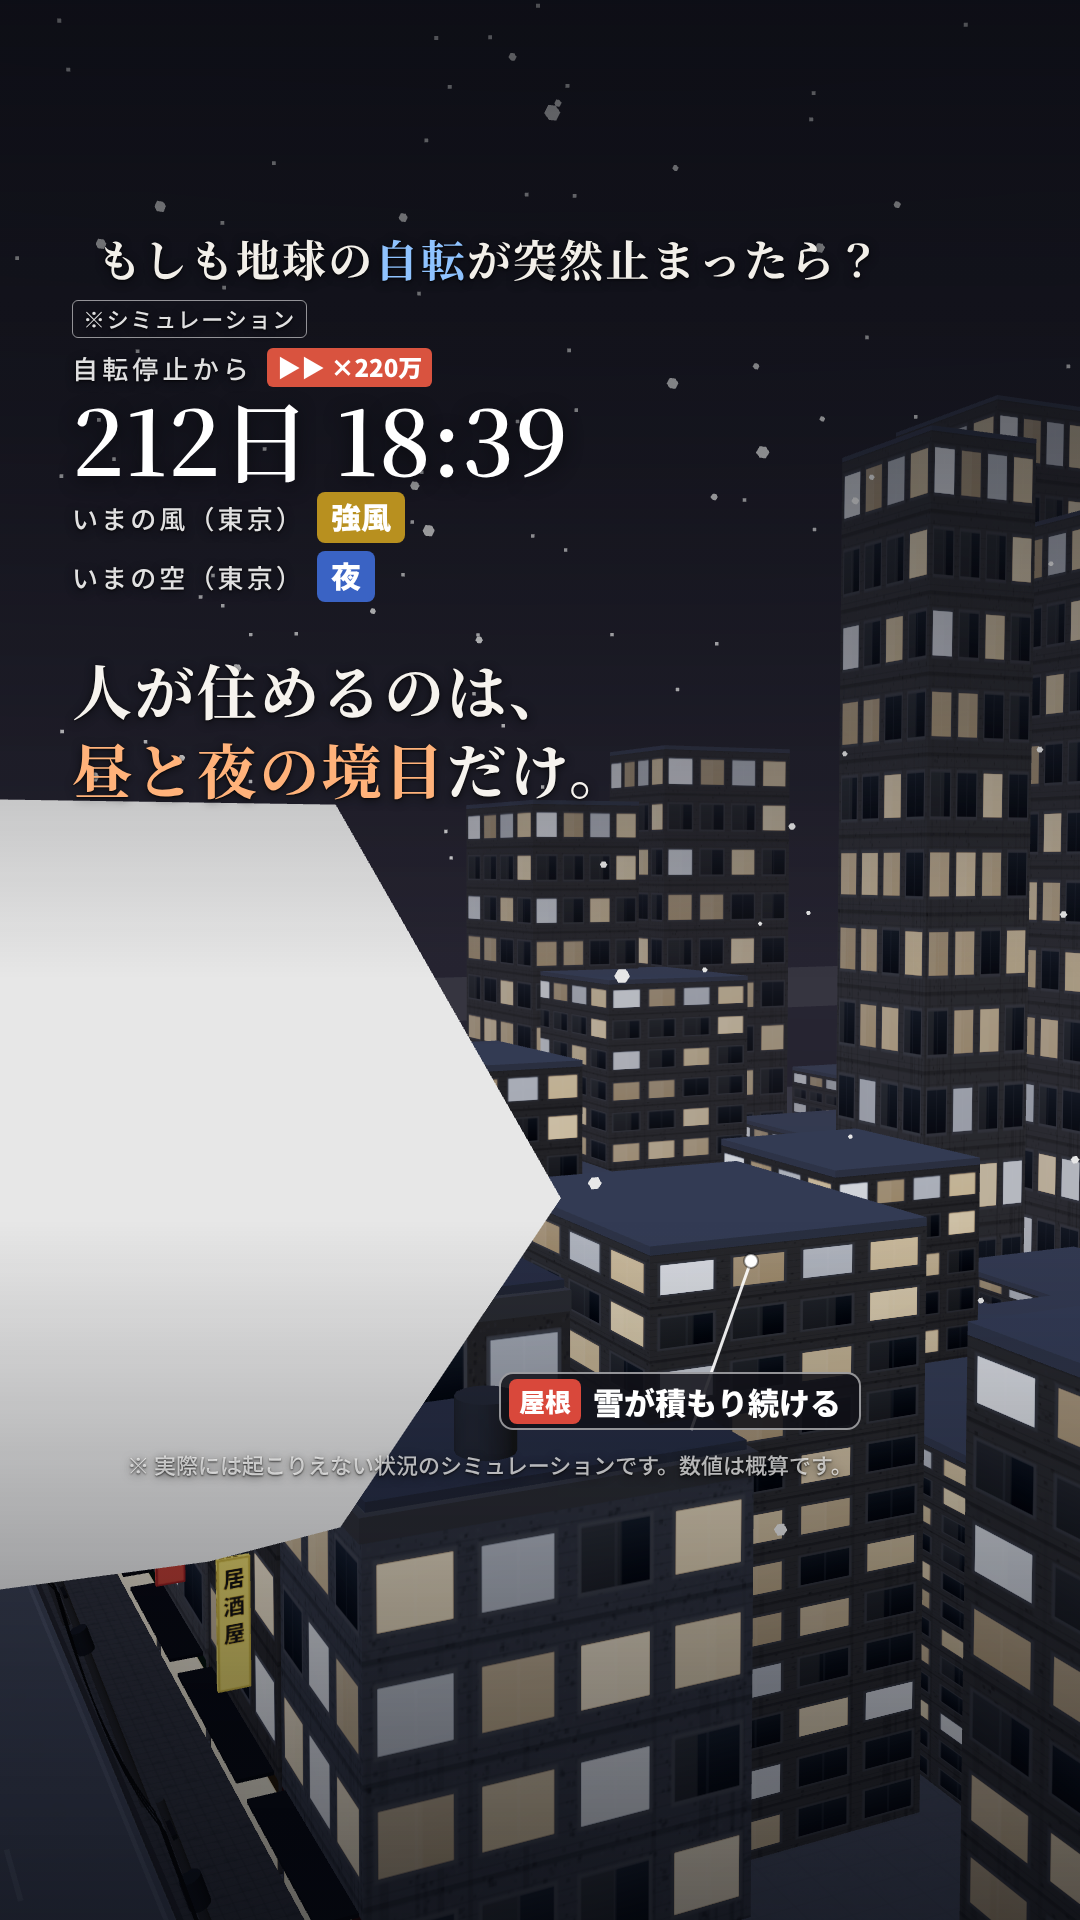 もしも地球の自転が突然止まったら？
※シミュレーション
自転停止から ▶▶ ×220万
212日 18:39
いまの風（東京） 強風
いまの空（東京） 夜
人が住めるのは、
昼と夜の境目だけ。
屋根 雪が積もり続ける
※ 実際には起こりえない状況のシミュレーションです。数値は概算です。
居酒屋